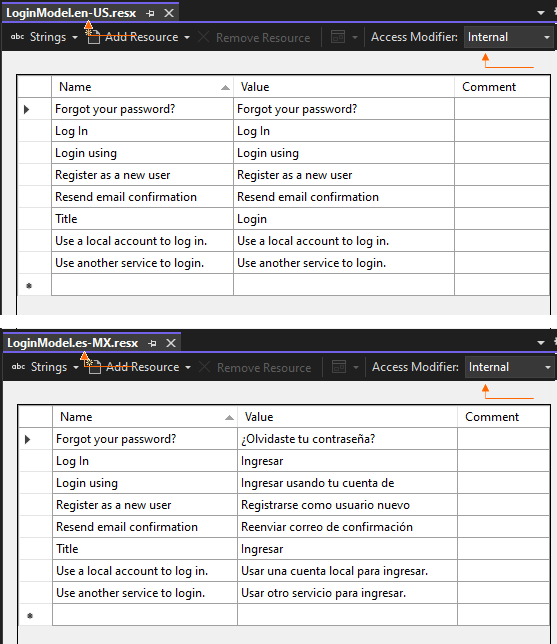 LoginModel.en-US.resx
abc Strings Add Resource Remove Resource Access Modifier: Internal
Name Value Comment
Forgot your password? Forgot your password?
Log In Log In
Login using Login using
Register as a new user Register as a new user
Resend email confirmation Resend email confirmation
Title Login
Use a local account to log in. Use a local account to log in.
Use another service to login. Use another service to login.
LoginModel.es-MX.resx
abc Strings Add Resource Remove Resource Access Modifier: Internal
Name Value Comment
Forgot your password? ¿Olvidaste tu contraseña?
Log In Ingresar
Login using Ingresar usando tu cuenta de
Register as a new user Registrarse como usuario nuevo
Resend email confirmation Reenviar correo de confirmación
Title Ingresar
Use a local account to log in. Usar una cuenta local para ingresar.
Use another service to login. Usar otro servicio para ingresar.